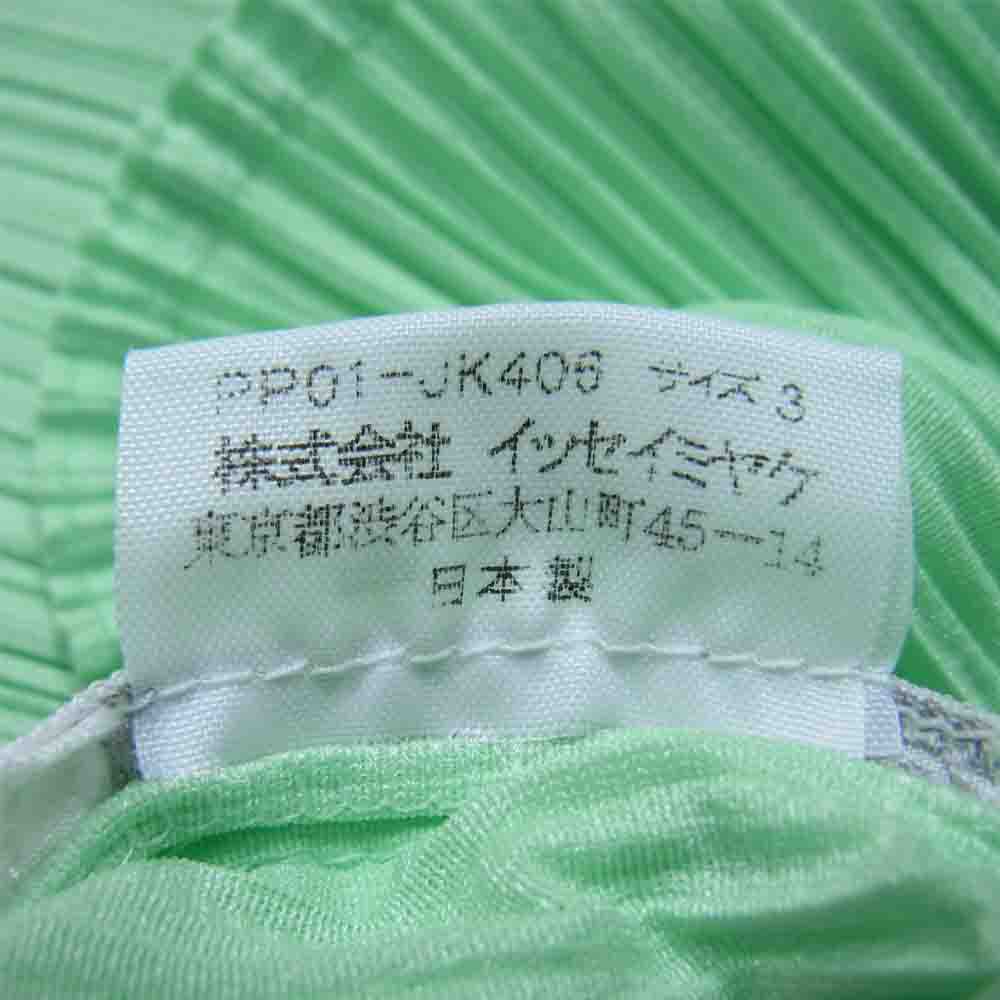 PP01-JK406 サイズ 3
株式会社 イッセイミヤケ
東京都渋谷区大山町45-14
日本製